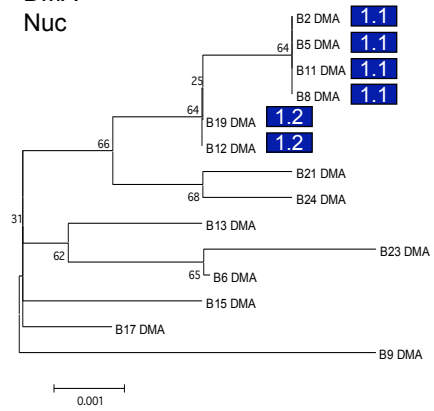 Nuc
B2 DMA 1.1
B5 DMA 1.1
64
B11 DMA 1.1
25
B8 DMA 1.1
64
B19 DMA 1.2
66
B12 DMA 1.2
B21 DMA
68
B24 DMA
31
B13 DMA
B23 DMA
62
65
B6 DMA
B15 DMA
B17 DMA
B9 DMA
0.001